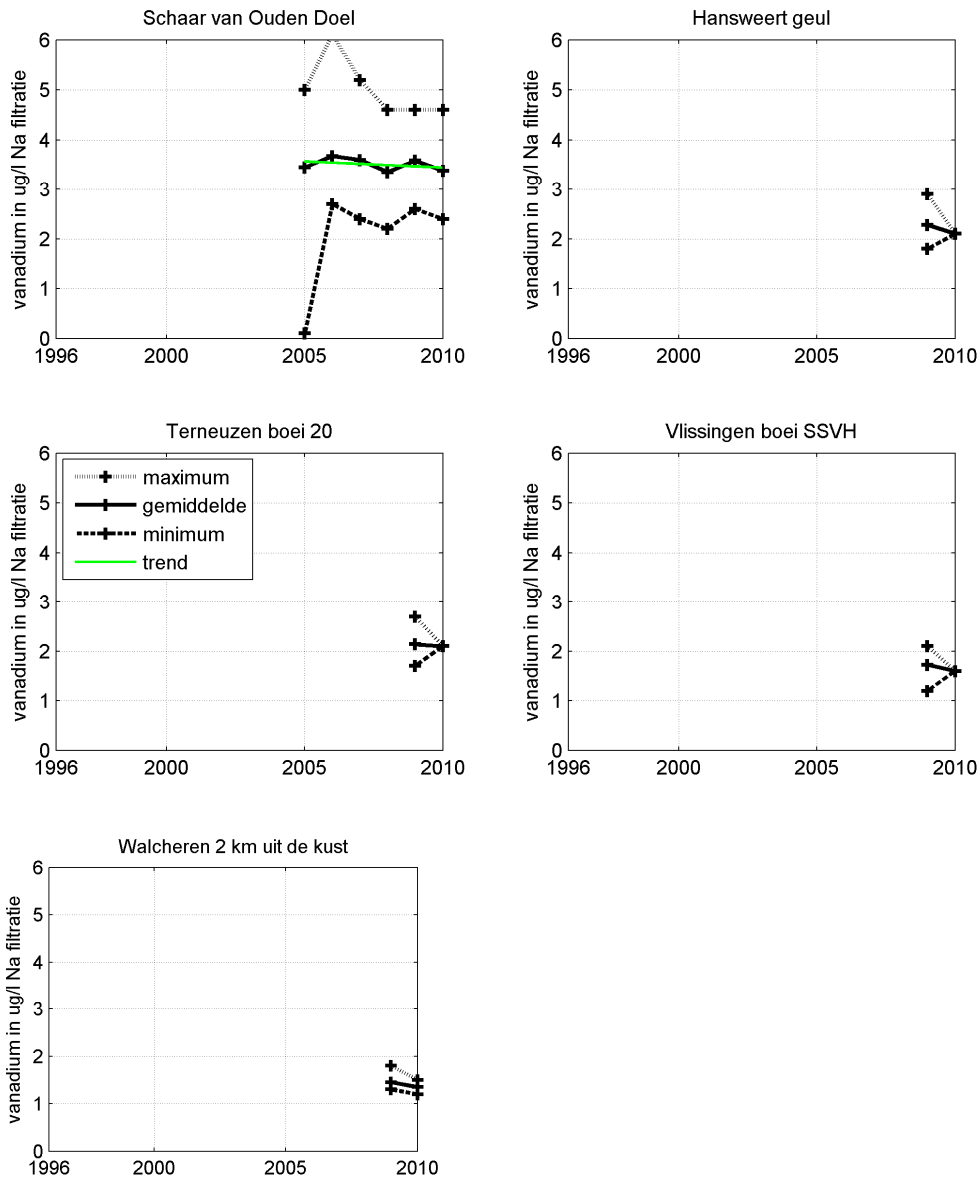 Schaar van Ouden Doel
vanadium in ug/l Na filtratie
6
5
4
3
2
1
0
1996 2000 2005 2010
Hansweert geul
vanadium in ug/l Na filtratie
6
5
4
3
2
1
0
1996 2000 2005 2010
Terneuzen boei 20
vanadium in ug/l Na filtratie
6
5
4
3
2
1
0
1996 2000 2005 2010
maximum
gemiddelde
minimum
trend
Vlissingen boei SSVH
vanadium in ug/l Na filtratie
6
5
4
3
2
1
0
1996 2000 2005 2010
Walcheren 2 km uit de kust
vanadium in ug/l Na filtratie
6
5
4
3
2
1
0
1996 2000 2005 2010